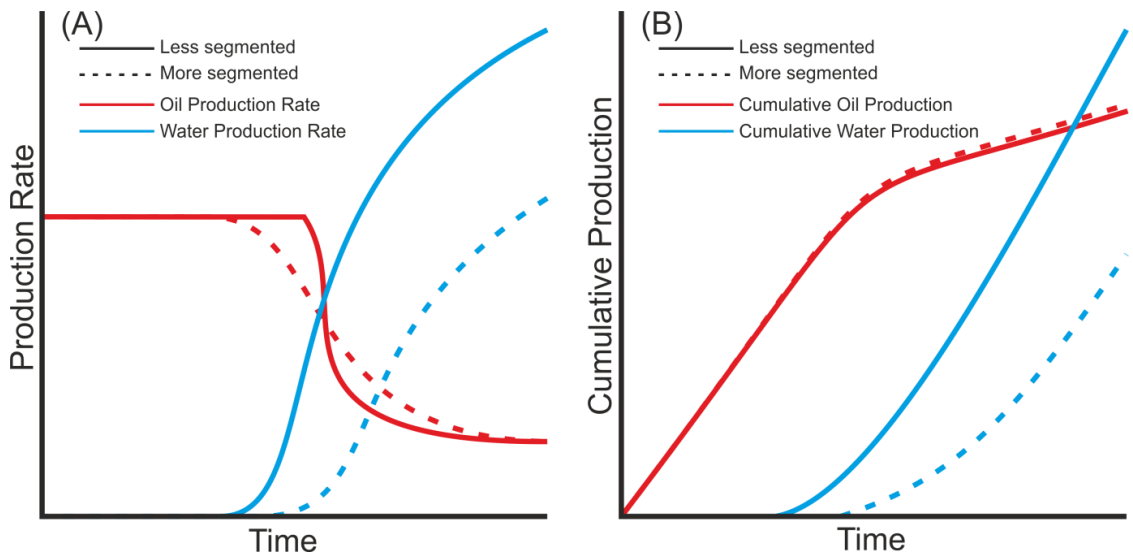 (A)
Less segmented
More segmented
Oil Production Rate
Water Production Rate
Production Rate
Time
(B)
Less segmented
More segmented
Cumulative Oil Production
Cumulative Water Production
Cumulative Production
Time